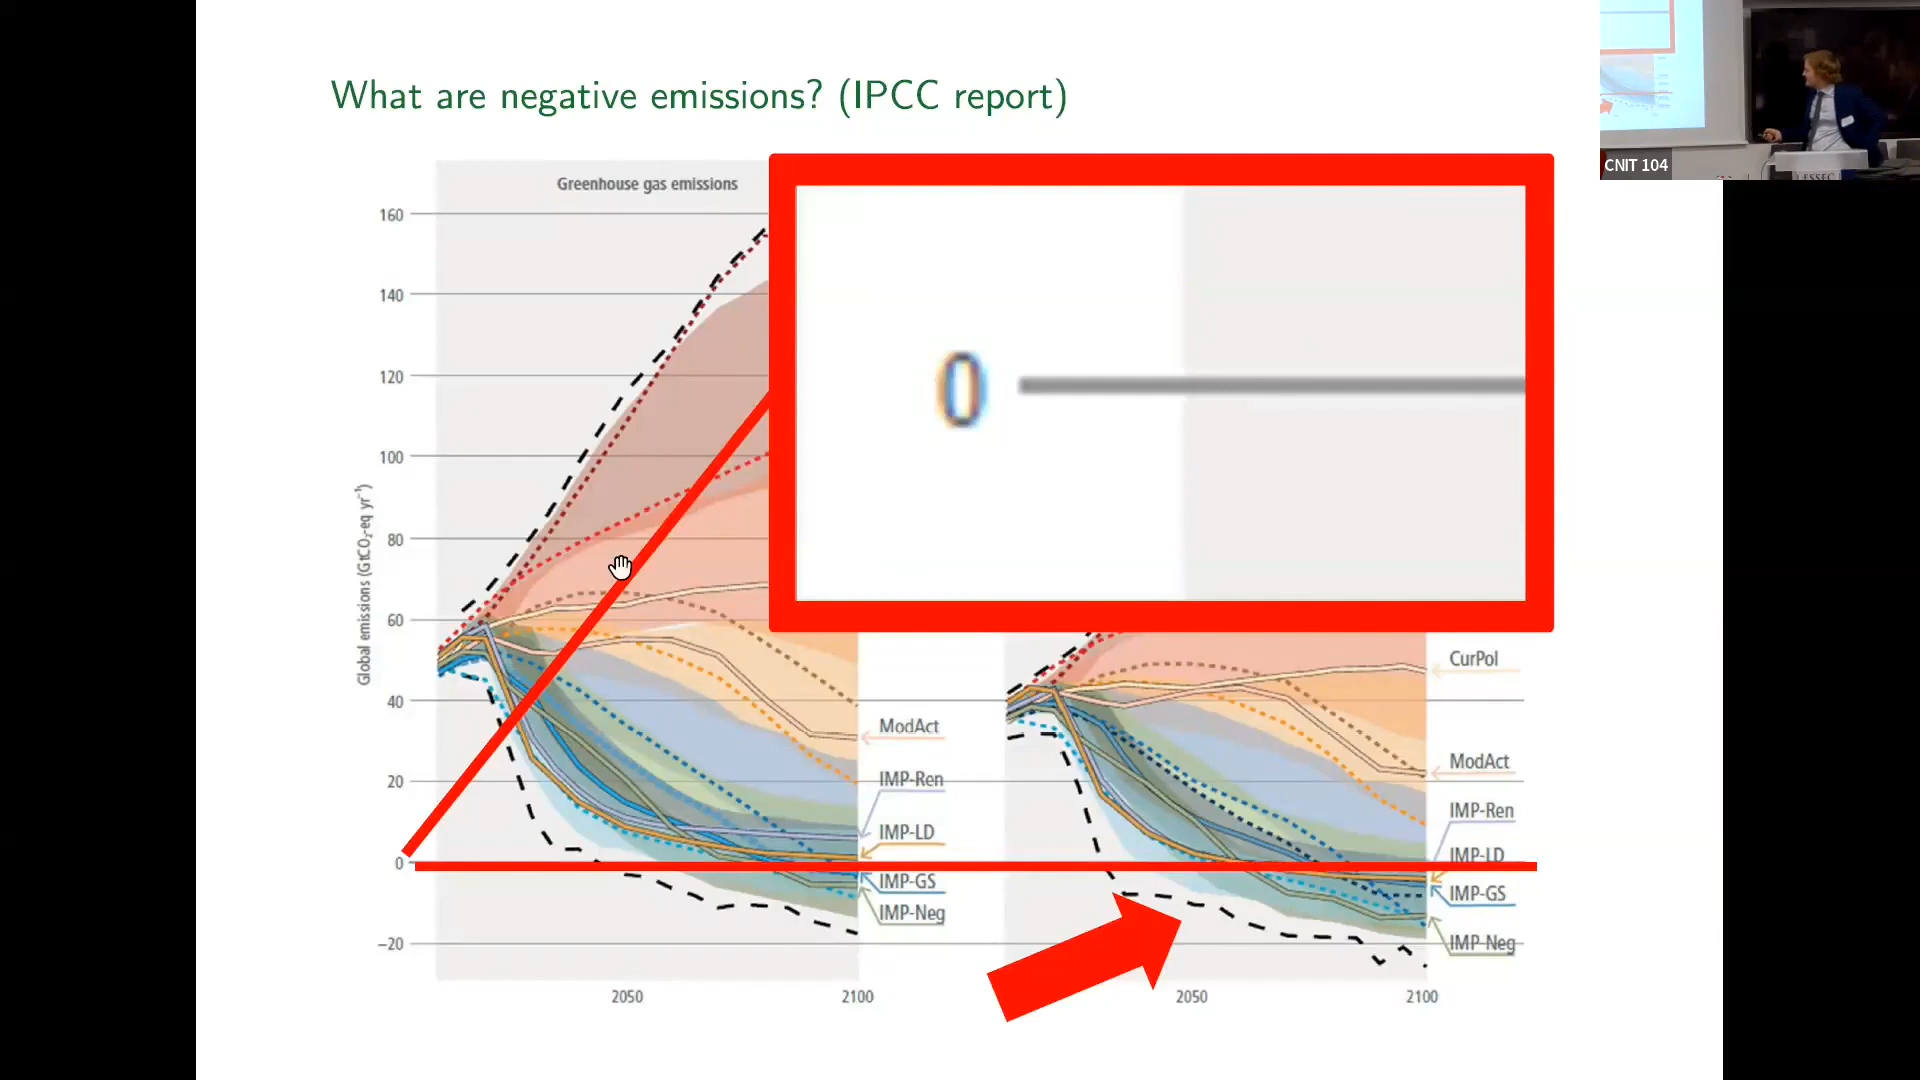 What are negative emissions? (IPCC report)
CNIT 104
ESSEC
Greenhouse gas emissions
Global emissions (GtCO₂-eq yr⁻¹)
160
140
120
100
80
60
40
20
0
−20
0
ModAct
IMP-Ren
IMP-LD
IMP-GS
IMP-Neg
CurPol
ModAct
IMP-Ren
IMP-LD
IMP-GS
IMP-Neg
2050
2100
2050
2100